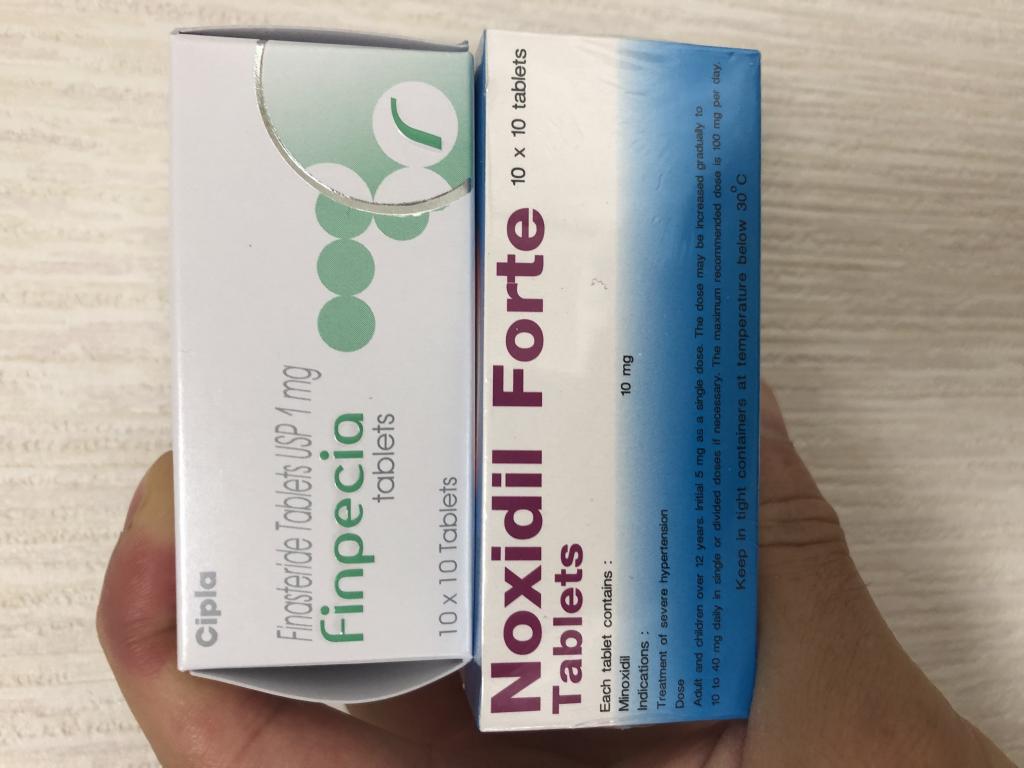 Cipla
Finasteride Tablets USP 1 mg
Finpecia
tablets
10 x 10 Tablets
Noxidil Forte 10 x 10 tablets
Tablets
Each tablet contains :
Minoxidil 10 mg
Indications :
Treatment of severe hypertension
Dose
Adult and children over 12 years. Initial 5 mg as a single dose. The dose may be increased gradually to
10 to 40 mg daily in single or divided doses if necessary. The maximum recommended dose is 100 mg per day.
Keep in tight containers at temperature below 30°C